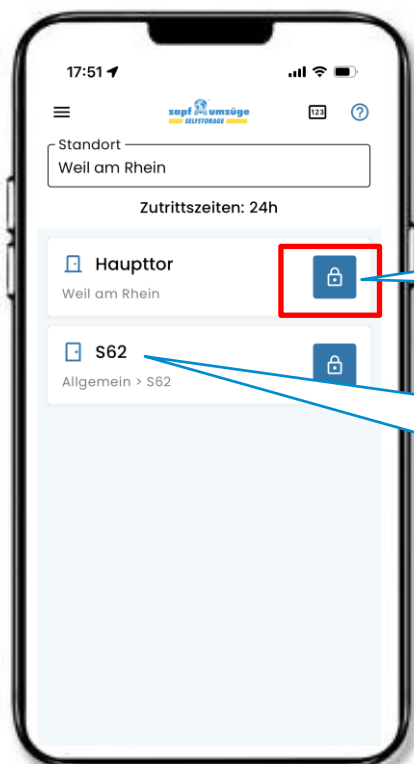 17:51
zapf umzüge
SELFSTORAGE
123
?
Standort
Weil am Rhein
Zutrittszeiten: 24h
Haupttor
Weil am Rhein
S62
Allgemein > S62